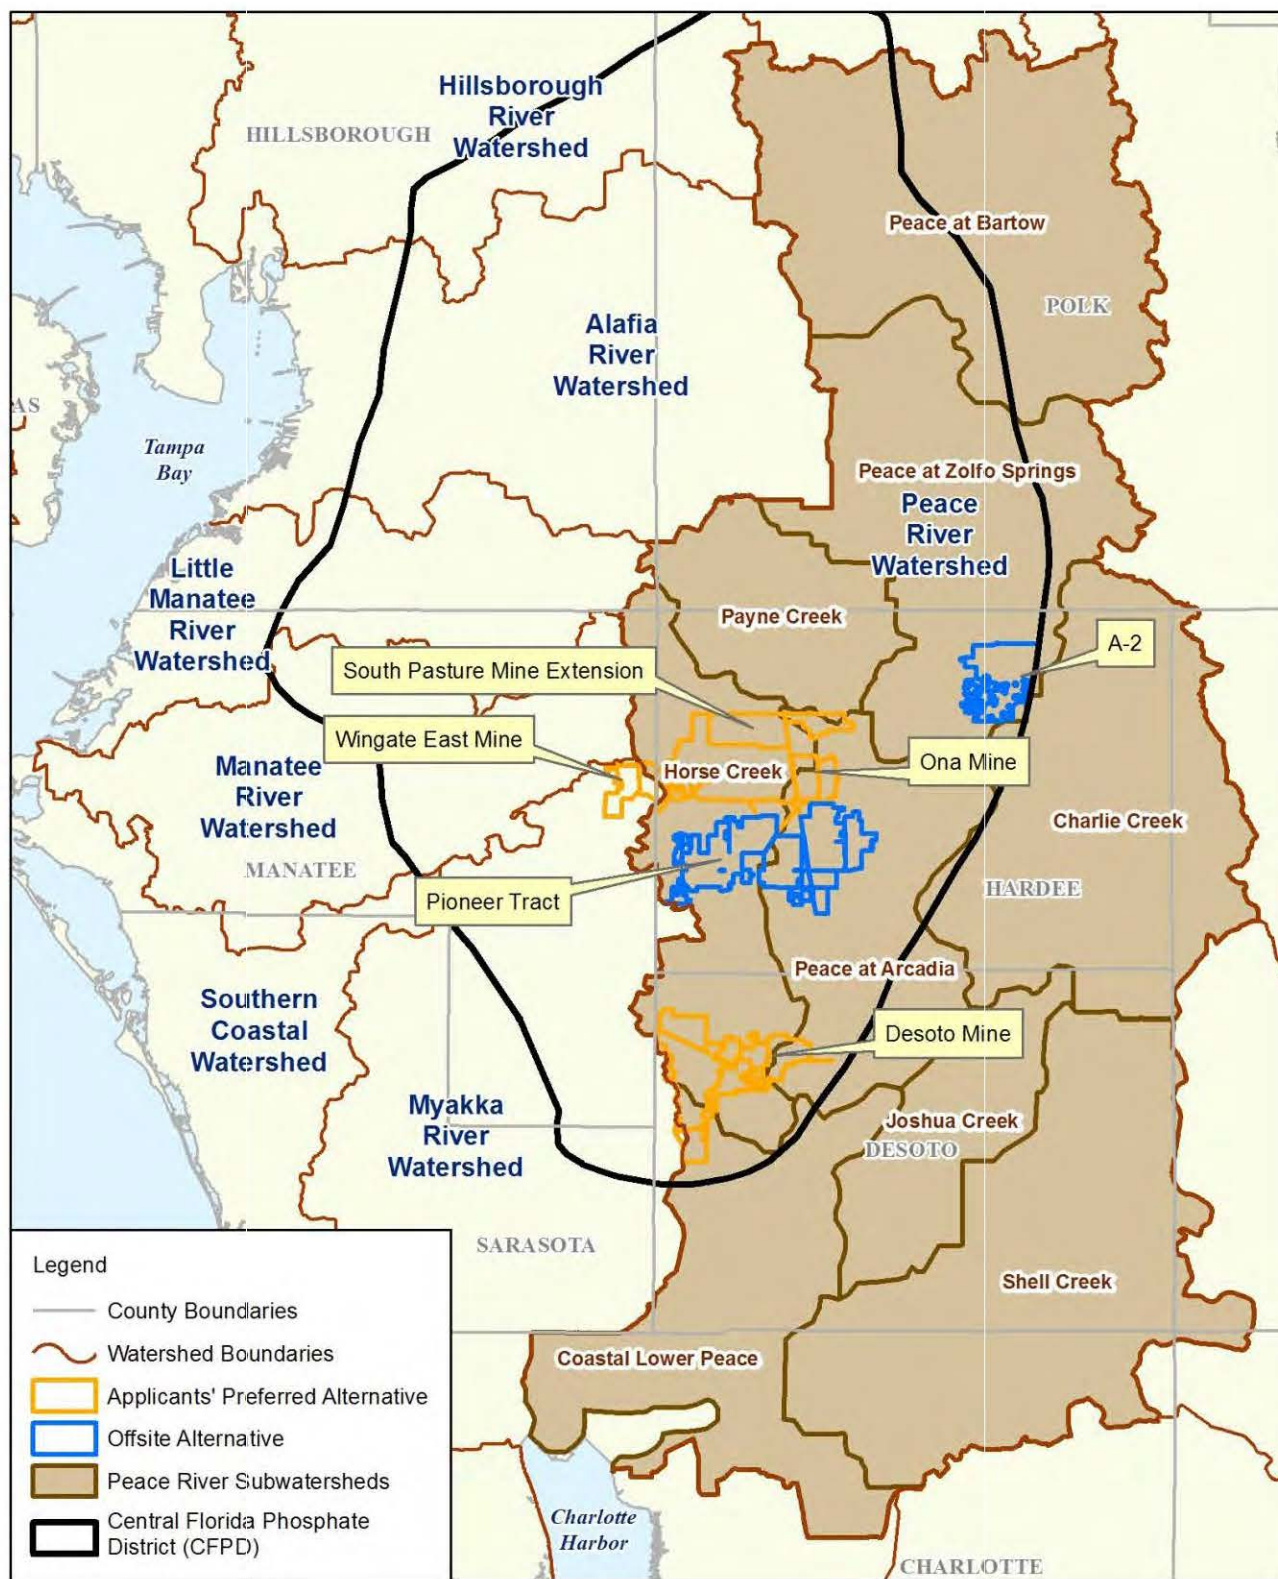 Hillsborough
River
Watershed
HILLSBOROUGH
Peace at Bartow
POLK
Alafia
River
Watershed
AS
Tampa
Bay
Peace at Zolfo Springs
Peace
River
Watershed
Little
Manatee
River
Watershed
Payne Creek
A-2
South Pasture Mine Extension
Wingate East Mine
Horse Creek
Ona Mine
Manatee
River
Watershed
Charlie Creek
MANATEE
HARDEE
Pioneer Tract
Peace at Arcadia
Southern
Coastal
Watershed
Desoto Mine
Myakka
River
Watershed
Joshua Creek
DESOTO
SARASOTA
Shell Creek
Coastal Lower Peace
Charlotte
Harbor
CHARLOTTE
Legend
County Boundaries
Watershed Boundaries
Applicants' Preferred Alternative
Offsite Alternative
Peace River Subwatersheds
Central Florida Phosphate
District (CFPD)